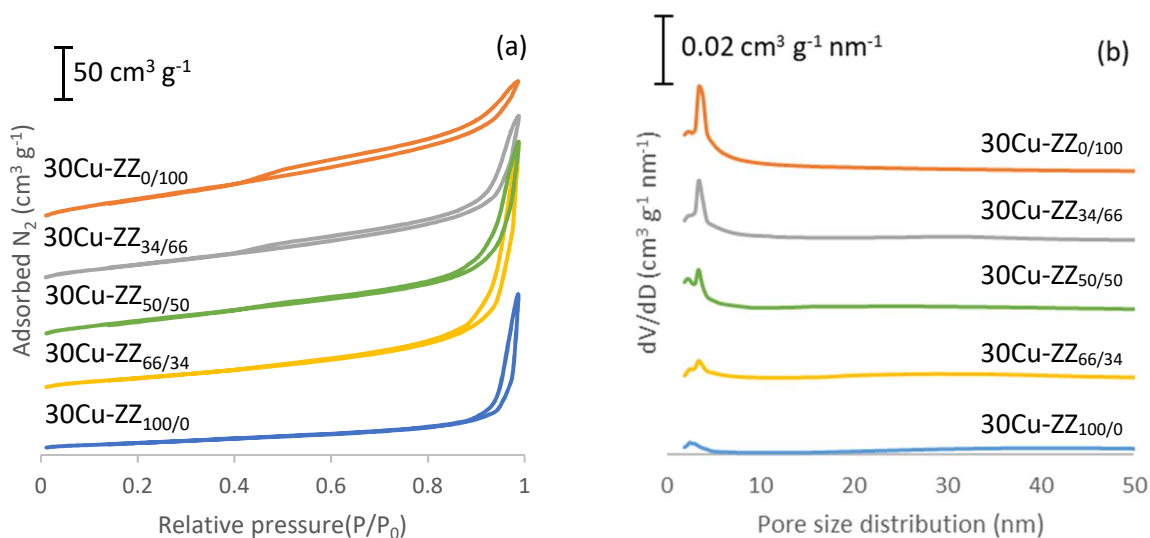 (a)
50 cm³ g⁻¹
Adsorbed N₂ (cm³ g⁻¹)
30Cu-ZZ₀/₁₀₀
30Cu-ZZ₃₄/₆₆
30Cu-ZZ₅₀/₅₀
30Cu-ZZ₆₆/₃₄
30Cu-ZZ₁₀₀/₀
0 0.2 0.4 0.6 0.8 1
Relative pressure(P/P₀)
(b)
0.02 cm³ g⁻¹ nm⁻¹
dV/dD (cm³ g⁻¹ nm⁻¹)
30Cu-ZZ₀/₁₀₀
30Cu-ZZ₃₄/₆₆
30Cu-ZZ₅₀/₅₀
30Cu-ZZ₆₆/₃₄
30Cu-ZZ₁₀₀/₀
0 10 20 30 40 50
Pore size distribution (nm)